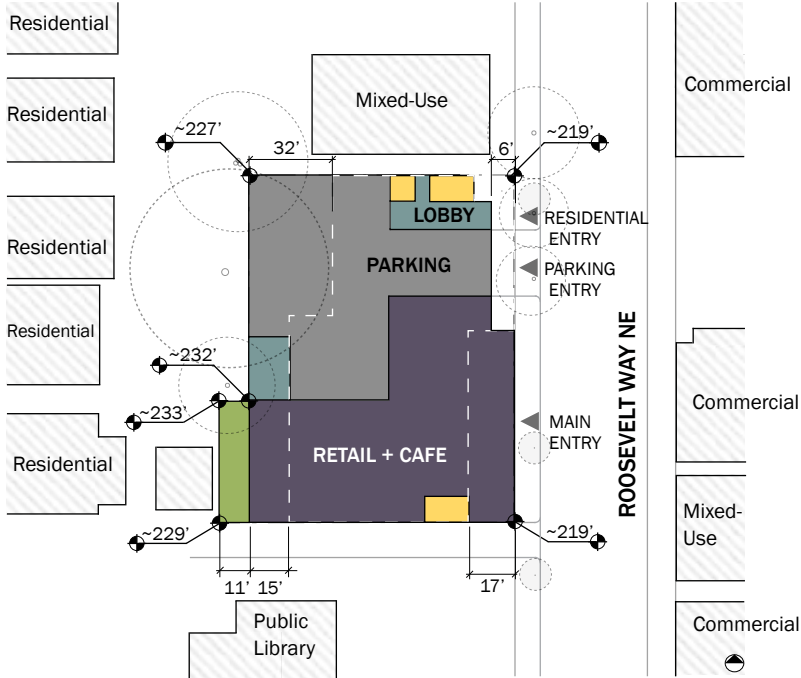 Residential
Commercial
Mixed-Use
Residential
~227’
~219’
32’
6’
LOBBY
RESIDENTIAL
ENTRY
Residential
PARKING
PARKING
ENTRY
Residential
~232’
ROOSEVELT WAY NE
Commercial
~233’
MAIN
ENTRY
RETAIL + CAFE
Residential
Mixed-
Use
~229’
~219’
11’
15’
17’
Public
Library
Commercial